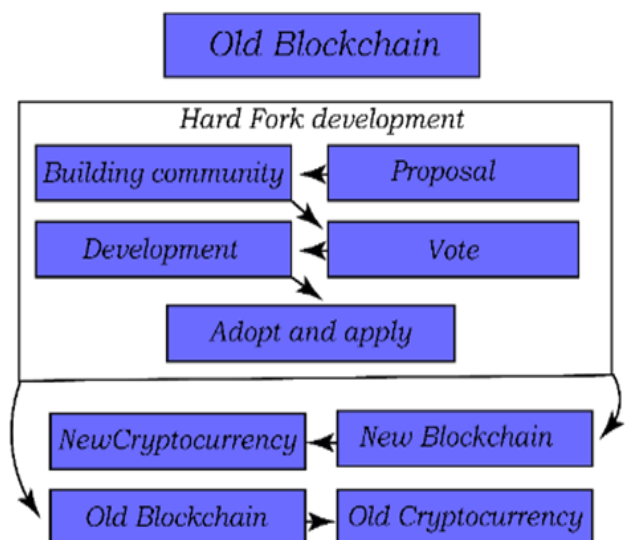 Old Blockchain
Hard Fork development
Building community
Proposal
Development
Vote
Adopt and apply
NewCryptocurrency
New Blockchain
Old Blockchain
Old Cryptocurrency